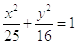 x²/25 + y²/16 = 1